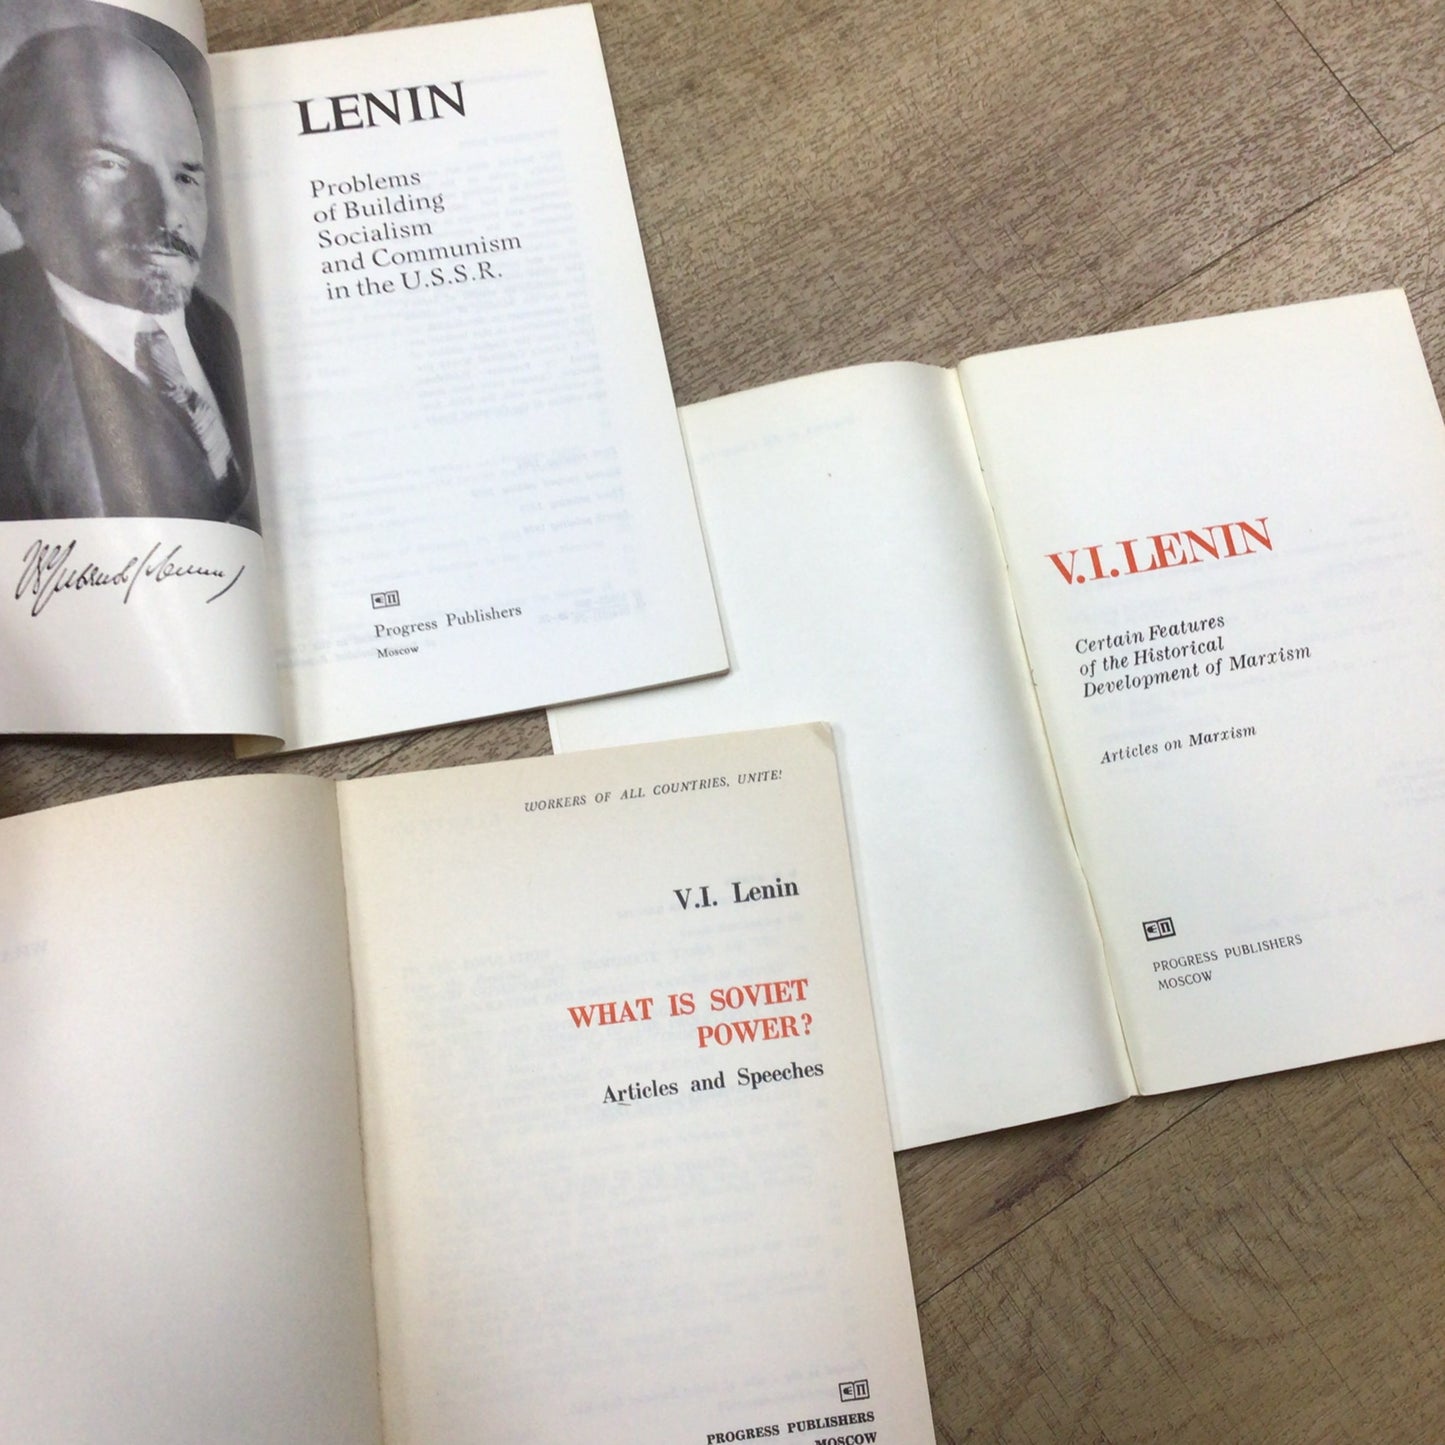 LENIN
Problems
of Building
Socialism
and Communism
in the U.S.S.R.
Progress Publishers
Moscow
V.I.LENIN
Certain Features
of the Historical
Development of Marxism
Articles on Marxism
PROGRESS PUBLISHERS
MOSCOW
WORKERS OF ALL COUNTRIES, UNITE!
V.I. Lenin
WHAT IS SOVIET
POWER?
Articles and Speeches
PROGRESS PUBLISHERS
MOSCOW